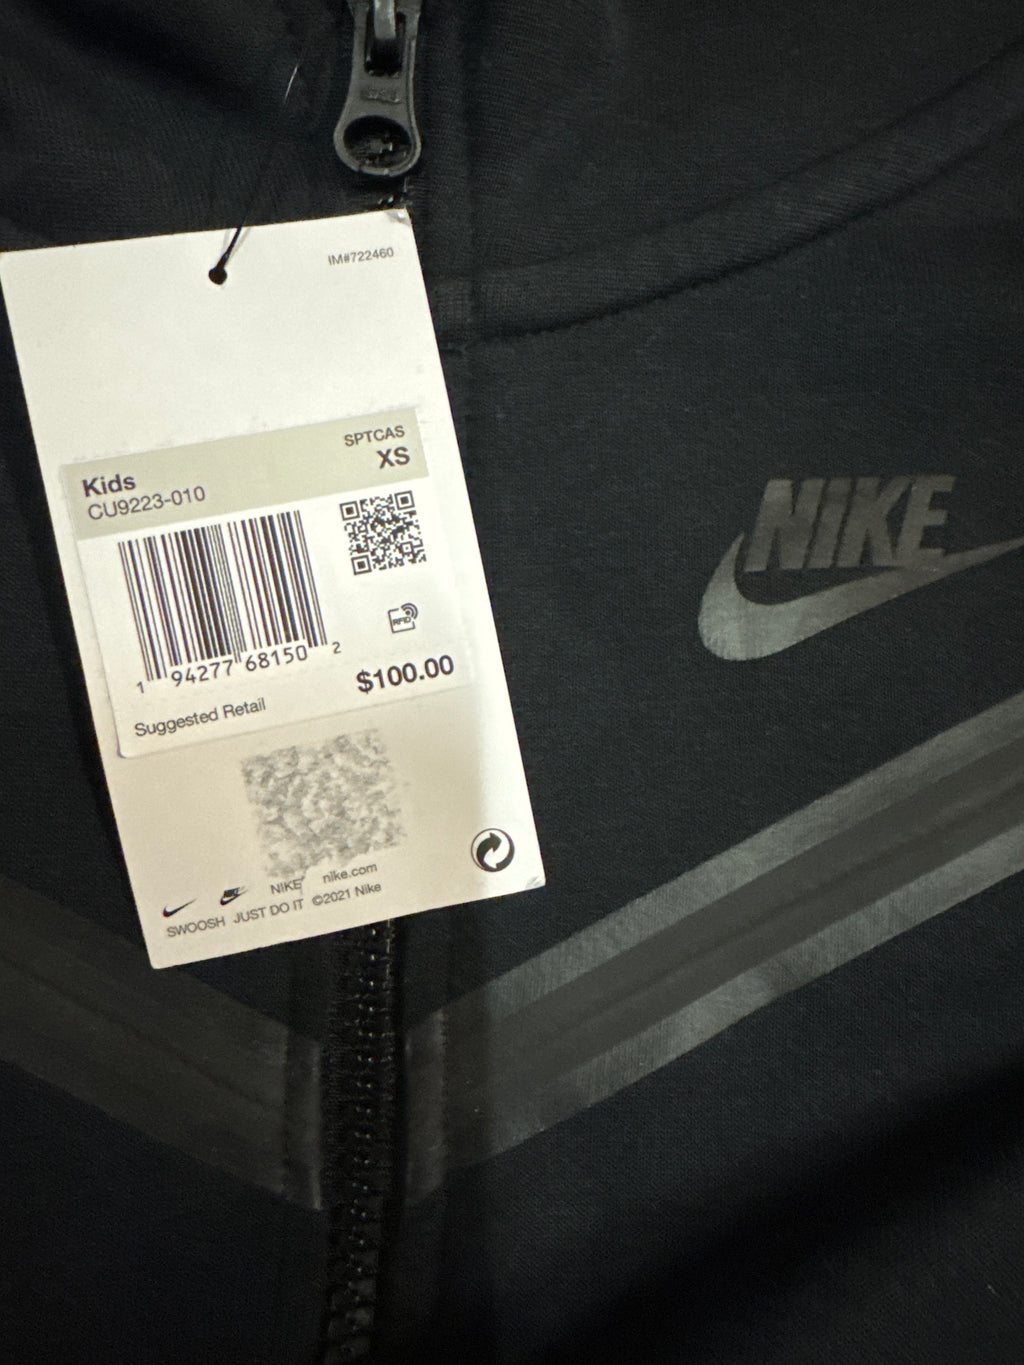 IM#722460
SPTCAS
XS
Kids
CU9223-010
RFID
1 94277 68150 2
$100.00
Suggested Retail
NIKE nike.com
SWOOSH JUST DO IT ©2021 Nike
NIKE